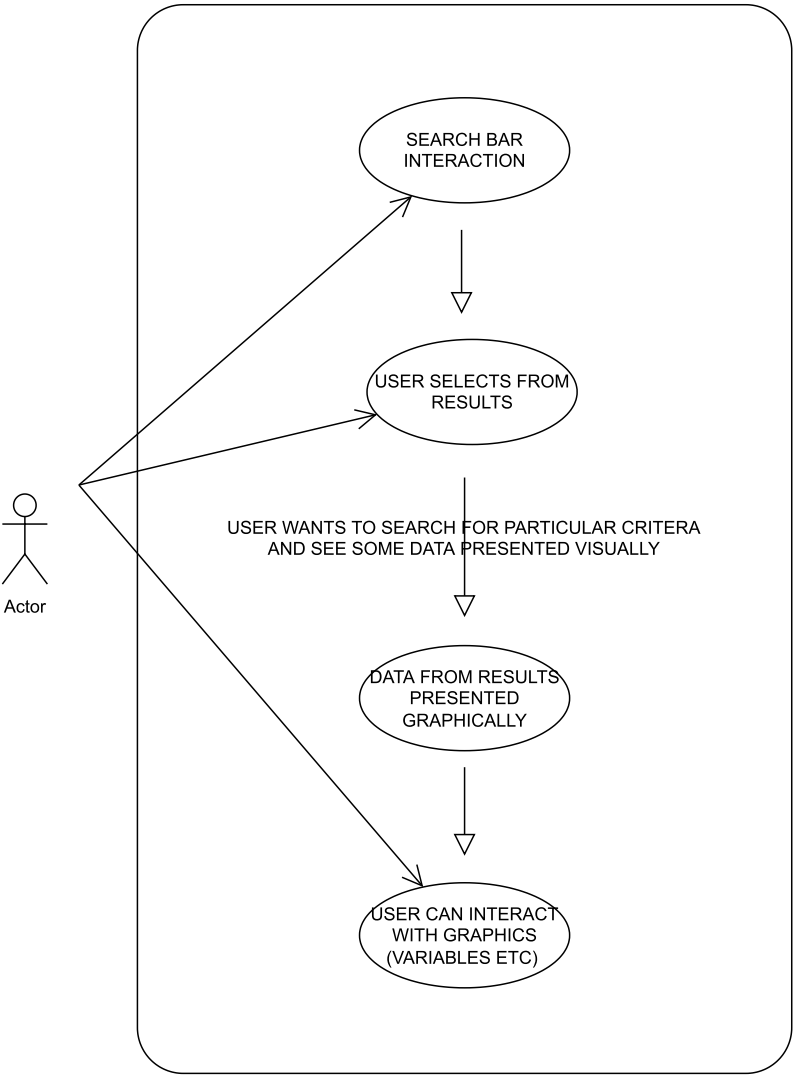 SEARCH BAR
INTERACTION
USER SELECTS FROM
RESULTS
USER WANTS TO SEARCH FOR PARTICULAR CRITERA
AND SEE SOME DATA PRESENTED VISUALLY
Actor
DATA FROM RESULTS
PRESENTED
GRAPHICALLY
USER CAN INTERACT
WITH GRAPHICS
(VARIABLES ETC)